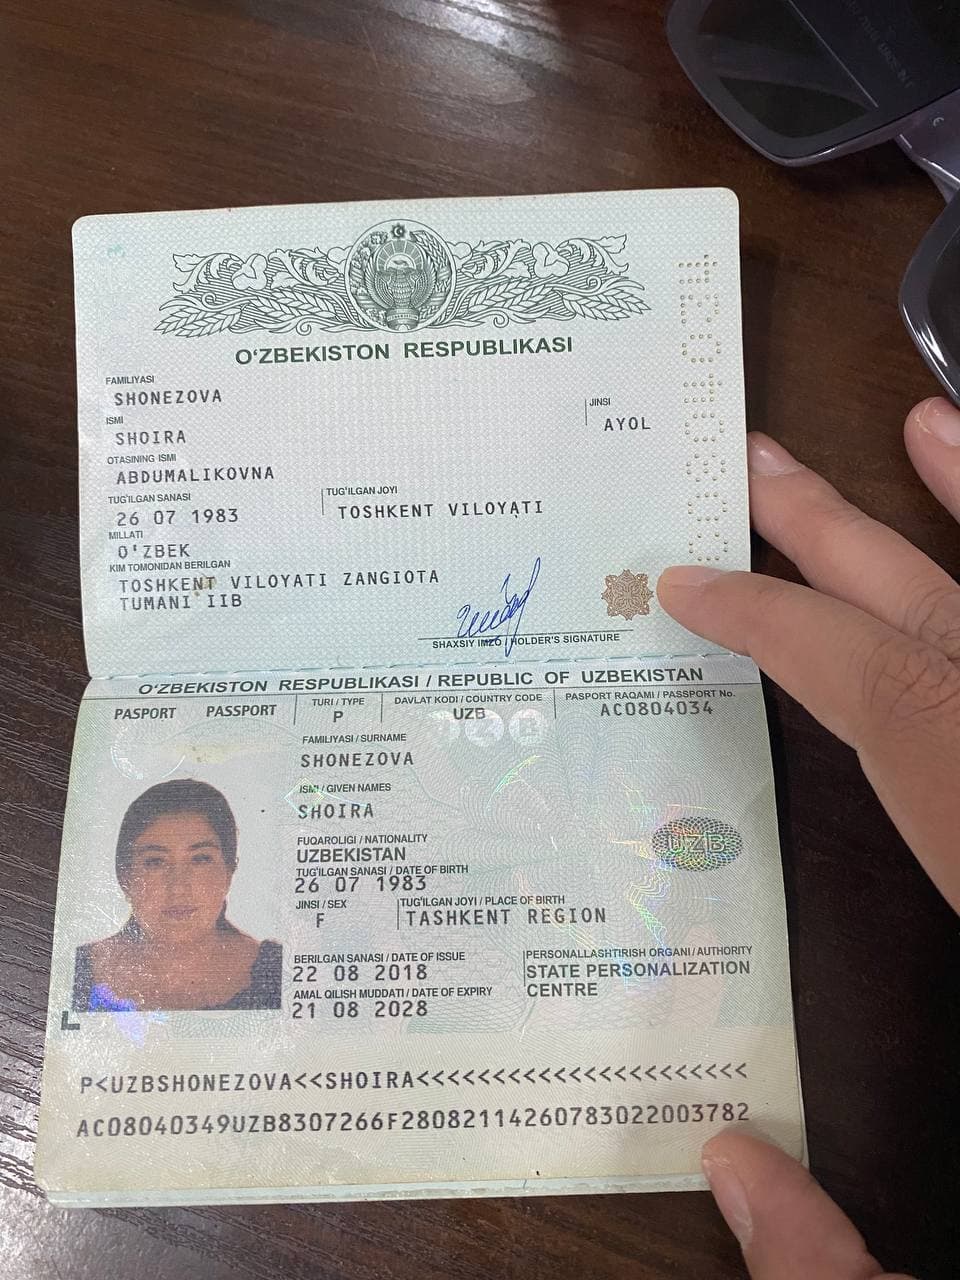 O‘ZBEKISTON RESPUBLIKASI
FAMILIYASI
SHONEZOVA
ISMI
SHOIRA
JINSI
AYOL
OTASINING ISMI
ABDUMALIKOVNA
TUG‘ILGAN SANASI
26 07 1983
TUG‘ILGAN JOYI
TOSHKENT VILOYATI
MILLATI
O'ZBEK
KIM TOMONIDAN BERILGAN
TOSHKENT VILOYATI ZANGIOTA
TUMANI IIB
SHAXSIY IMZO / HOLDER'S SIGNATURE
O‘ZBEKISTON RESPUBLIKASI / REPUBLIC OF UZBEKISTAN
PASPORT PASSPORT
TURI / TYPE
P
DAVLAT KODI / COUNTRY CODE
UZB
PASPORT RAQAMI / PASSPORT No.
AC0804034
FAMILIYASI / SURNAME
SHONEZOVA
ISMI / GIVEN NAMES
SHOIRA
FUQAROLIGI / NATIONALITY
UZBEKISTAN
TUG‘ILGAN SANASI / DATE OF BIRTH
26 07 1983
JINSI / SEX
F
TUG‘ILGAN JOYI / PLACE OF BIRTH
TASHKENT REGION
BERILGAN SANASI / DATE OF ISSUE
22 08 2018
AMAL QILISH MUDDATI / DATE OF EXPIRY
21 08 2028
PERSONALLASHTIRISH ORGANI / AUTHORITY
STATE PERSONALIZATION
CENTRE
UZB
P<UZBSHONEZOVA<<SHOIRA<<<<<<<<<<<<<<<<<<<<<<
AC08040349UZB8307266F28082114260783022003782